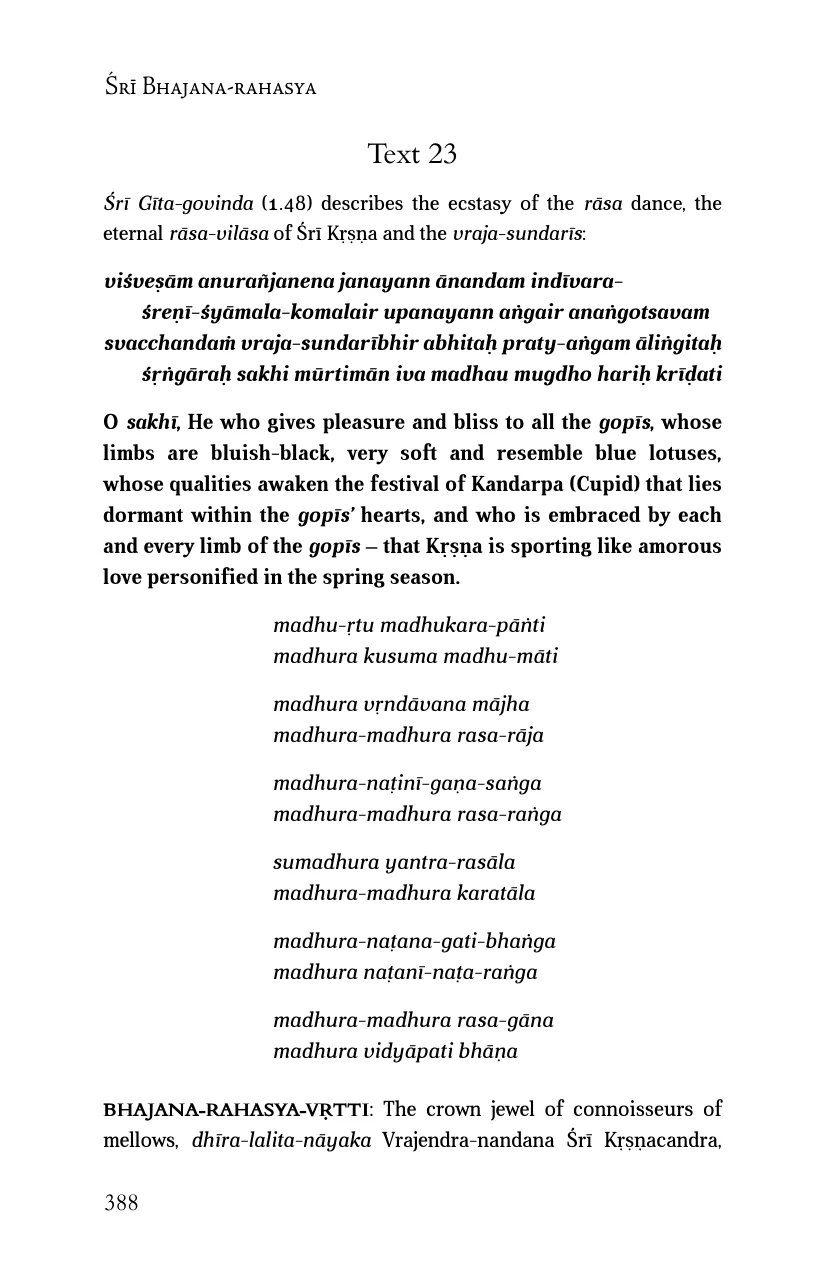 Śrī Bhajana-rahasya
Text 23
Śrī Gīta-govinda (1.48) describes the ecstasy of the rāsa dance, the
eternal rāsa-vilāsa of Śrī Kṛṣṇa and the vraja-sundarīs:
viśveṣām anurañjanena janayann ānandam indīvara-
śreṇī-śyāmala-komalair upanayann aṅgair anaṅgotsavam
svacchandaṁ vraja-sundarībhir abhitaḥ praty-aṅgam āliṅgitaḥ
śṛṅgāraḥ sakhi mūrtimān iva madhau mugdho hariḥ krīḍati
O sakhī, He who gives pleasure and bliss to all the gopīs, whose
limbs are bluish-black, very soft and resemble blue lotuses,
whose qualities awaken the festival of Kandarpa (Cupid) that lies
dormant within the gopīs’ hearts, and who is embraced by each
and every limb of the gopīs – that Kṛṣṇa is sporting like amorous
love personified in the spring season.
madhu-ṛtu madhukara-pāṅti
madhura kusuma madhu-māti
madhura vṛndāvana mājha
madhura-madhura rasa-rāja
madhura-naṭinī-gaṇa-saṅga
madhura-madhura rasa-raṅga
sumadhura yantra-rasāla
madhura-madhura karatāla
madhura-naṭana-gati-bhaṅga
madhura naṭanī-naṭa-raṅga
madhura-madhura rasa-gāna
madhura vidyāpati bhāṇa
BHAJANA-RAHASYA-VṚTTI: The crown jewel of connoisseurs of
mellows, dhīra-lalita-nāyaka Vrajendra-nandana Śrī Kṛṣṇacandra,
388